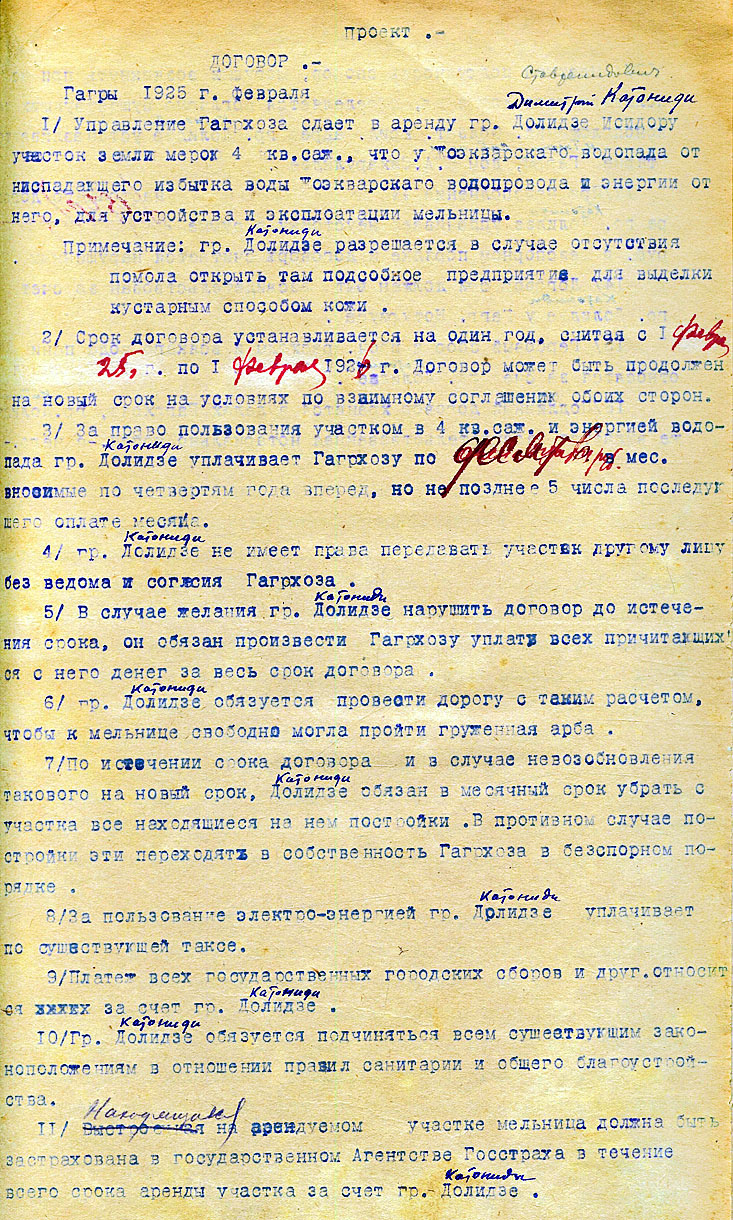 Проект .-
ДОГОВОР .-
Гагры 1925 г. февраля
Димитрий Катониди
1/ Управление Гагрхоза сдает в аренду гр. Долидзе Исидору
участок земли мерок 4 кв.саж., что у Жоэкварскаго водопада от
ниспадающего избытка воды Жоэкварскаго водопровода и энергии от
него, для устройства и эксплоатации мельницы.
Катониди
Примечание: гр. Долидзе разрешается в случае отсутствия
помола открыть там подсобное предприятие для выделки
кустарным способом кожи .
2/ Срок договора устанавливается на один год, считая с I февра
25 г. по I февраля 1926 г. Договор может быть продолжен
на новый срок на условиях по взаимному соглашению обоих сторон.
3/ За право пользования участком в 4 кв.саж. и энергией водо-
Катониди
пада гр. Долидзе уплачивает Гагрхозу по в мес.
вносимые по четвертям года вперед, но не позднее 5 числа последую
щего оплате месяца.
Катониди
4/ гр. Долидзе не имеет права передавать участок другому лицу
без ведома и согласия Гагрхоза .
Катониди
5/ В случае желания гр. Долидзе нарушить договор до истече-
ния срока, он обязан произвести Гагрхозу уплату всех причитающих
ся с него денег за весь срок договора .
Катониди
6/ гр. Долидзе обязуется провести дорогу с таким расчетом,
чтобы к мельнице свободно могла пройти груженная арба .
7/По истечении срока договора и в случае невозобновления
Катониди
такового на новый срок, Долидзе обязан в месячный срок убрать с
участка все находящиеся на нем постройки .В противном случае по-
стройки эти переходять в собственность Гагрхоза в безспорном по-
рядке .
Катониди
8/За пользование электро-энергией гр. Долидзе уплачивает
по существующей таксе.
9/Платеж всех государственных городских сборов и друг.относит
Катониди
ся за счет гр. Долидзе .
Катониди
10/Гр. Долидзе обязуется подчиняться всем существующим зако-
ноположениям в отношении правил санитарии и общего благоустрой-
ства.
Находящаяся
II/ Выстроенная на арендуемом участке мельница должна быть
застрахована в государственном Агентстве Госстраха в течение
Катониди
всего срока аренды участка за счет гр. Долидзе .